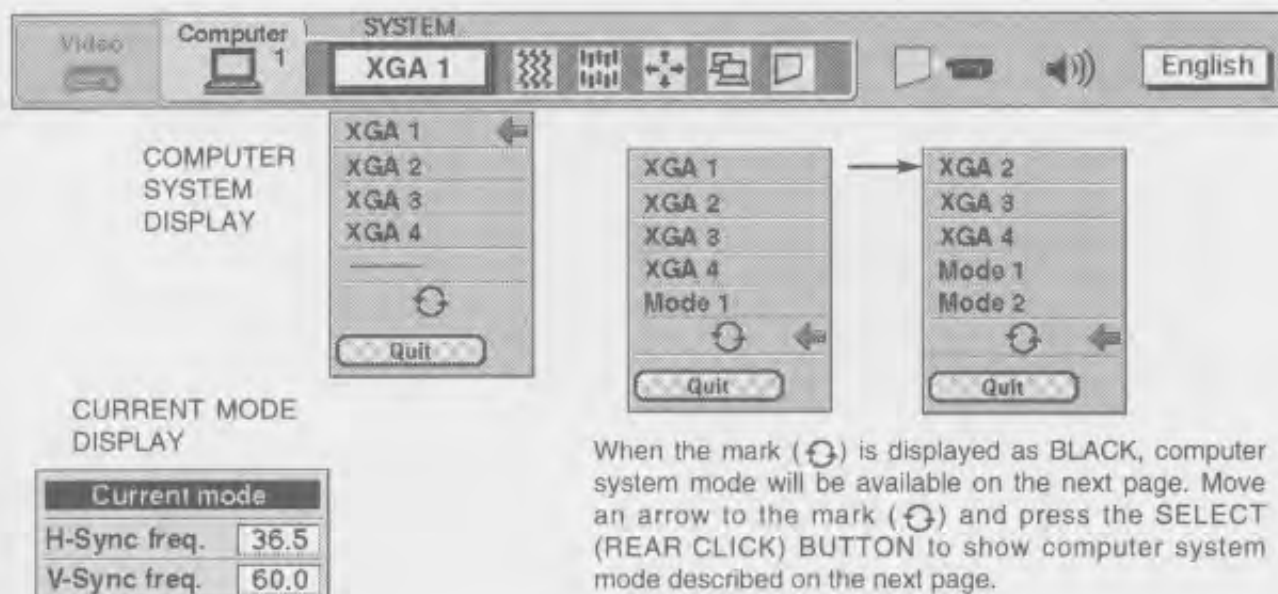 Video
Computer
1
SYSTEM
XGA 1
English
COMPUTER
SYSTEM
DISPLAY
XGA 1
XGA 2
XGA 3
XGA 4
Quit
XGA 1
XGA 2
XGA 3
XGA 4
Mode 1
Quit
XGA 2
XGA 3
XGA 4
Mode 1
Mode 2
Quit
CURRENT MODE
DISPLAY
Current mode
H-Sync freq. 36.5
V-Sync freq. 60.0
When the mark ( ) is displayed as BLACK, computer
system mode will be available on the next page. Move
an arrow to the mark ( ) and press the SELECT
(REAR CLICK) BUTTON to show computer system
mode described on the next page.